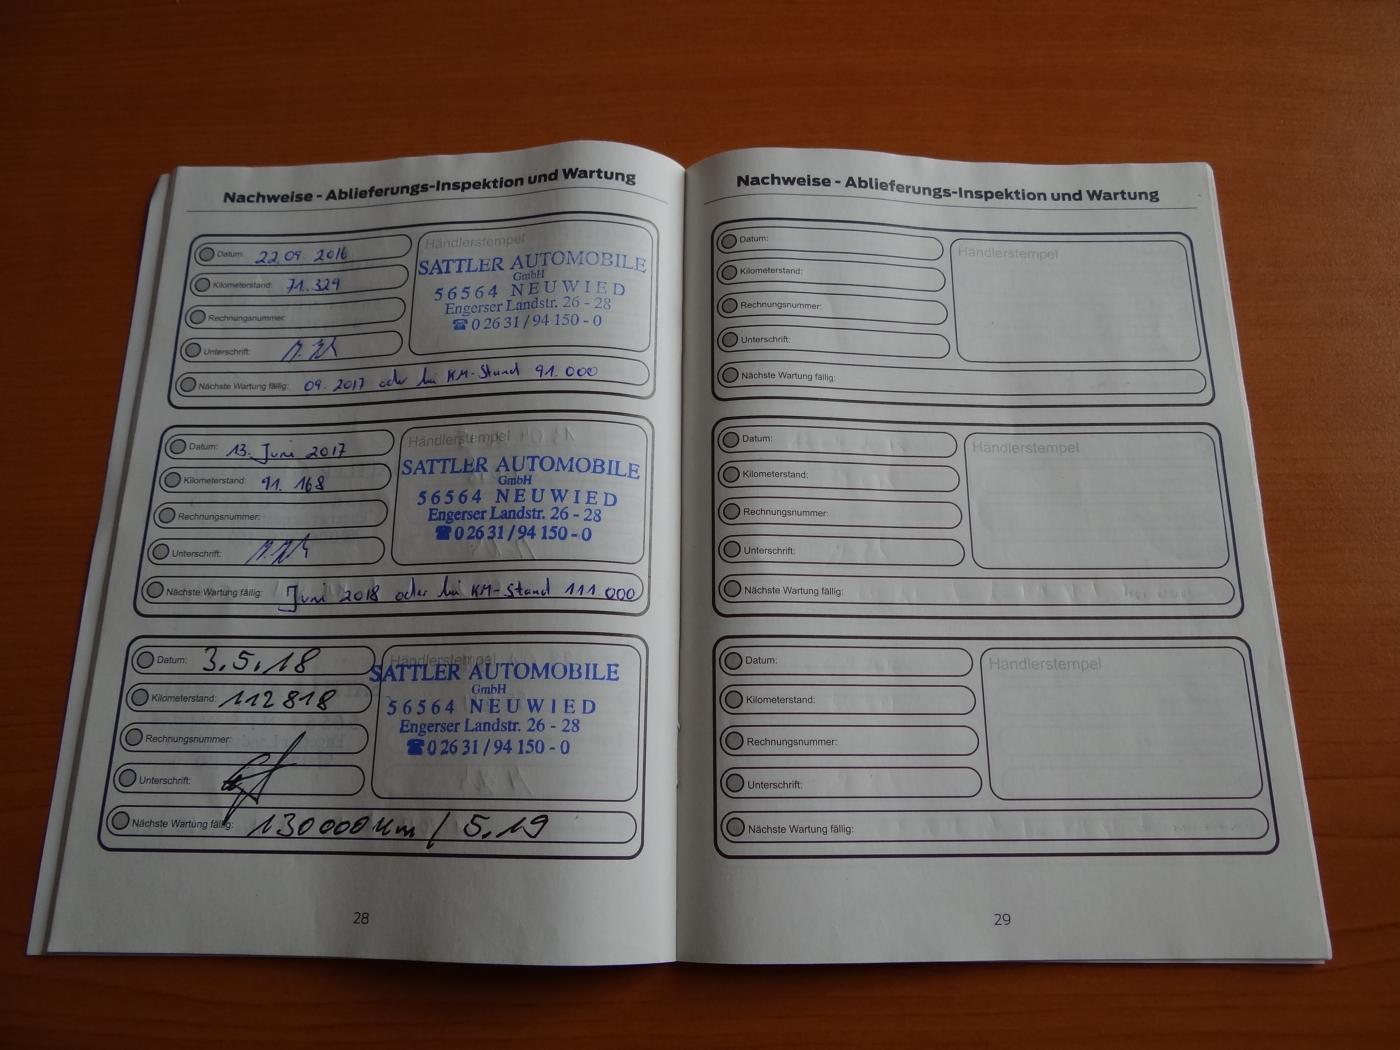 Nachweise - Ablieferungs-Inspektion und Wartung
Datum: 22.09.2016
Kilometerstand: 71.329
Rechnungsnummer:
Unterschrift:
Händlerstempel
SATTLER AUTOMOBILE
GmbH
56564 NEUWIED
Engerser Landstr. 26 - 28
☎ 0 26 31 / 94 150 - 0
Nächste Wartung fällig: 09.2017 oder bei KM-Stand 91.000
Datum: 13. Juni 2017
Kilometerstand: 91.168
Rechnungsnummer:
Unterschrift:
Händlerstempel
SATTLER AUTOMOBILE
GmbH
56564 NEUWIED
Engerser Landstr. 26 - 28
☎ 0 26 31 / 94 150 - 0
Nächste Wartung fällig: Juni 2018 oder bei KM-Stand 111.000
Datum: 3.5.18
Kilometerstand: 112818
Rechnungsnummer:
Unterschrift:
Händlerstempel
SATTLER AUTOMOBILE
GmbH
56564 NEUWIED
Engerser Landstr. 26 - 28
☎ 0 26 31 / 94 150 - 0
Nächste Wartung fällig: 130000 km / 5.19
28
Nachweise - Ablieferungs-Inspektion und Wartung
Datum:
Kilometerstand:
Rechnungsnummer:
Unterschrift:
Händlerstempel
Nächste Wartung fällig:
Datum:
Kilometerstand:
Rechnungsnummer:
Unterschrift:
Händlerstempel
Nächste Wartung fällig:
Datum:
Kilometerstand:
Rechnungsnummer:
Unterschrift:
Händlerstempel
Nächste Wartung fällig:
29